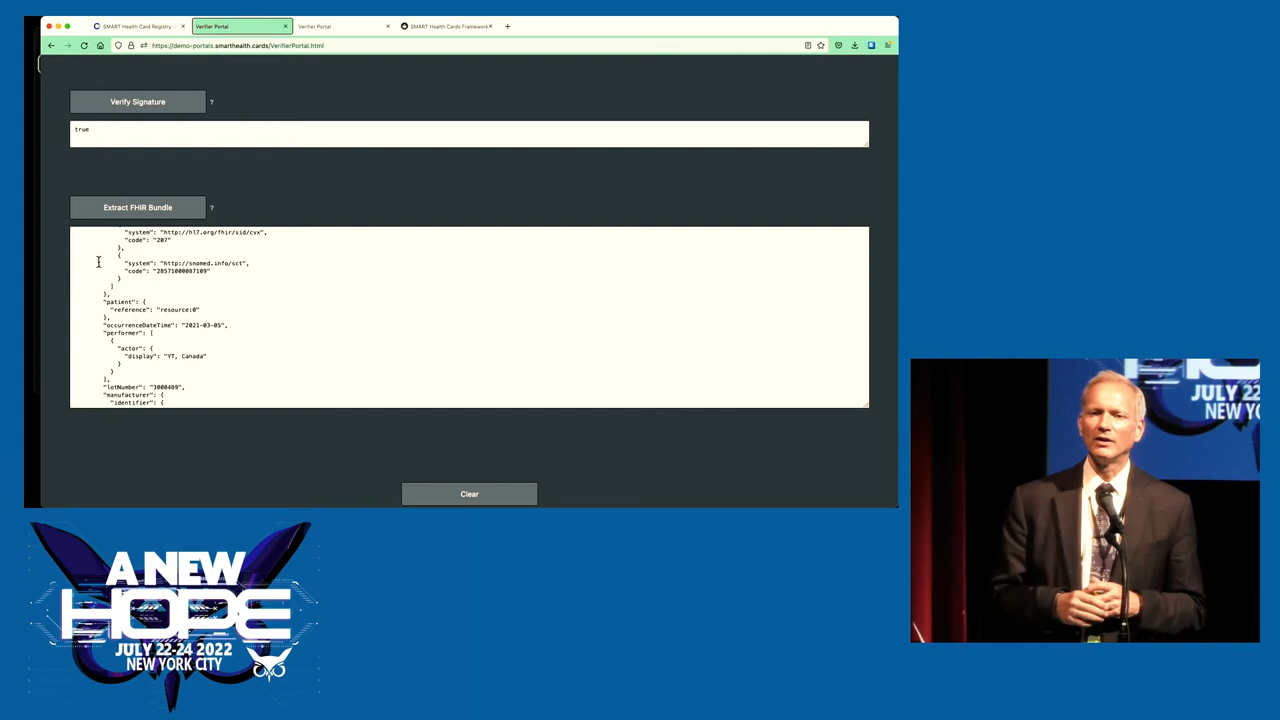 SMART Health Card Registry
Verifier Portal
Verifier Portal
SMART Health Cards Framework
https://demo-portals.smarthealth.cards/VerifierPortal.html
Verify Signature
?
true
Extract FHIR Bundle
?
"system": "http://hl7.org/fhir/sid/cvx",
"code": "207"
},
{
"system": "http://snomed.info/sct",
"code": "28571000087109"
}
]
},
"patient": {
"reference": "resource:0"
},
"occurrenceDateTime": "2021-03-05",
"performer": [
{
"actor": {
"display": "YT, Canada"
}
}
],
"lotNumber": "3000489",
"manufacturer": {
"identifier": {
Clear
JULY 22
NEW YO
A NEW
HOPE
JULY 22-24 2022
NEW YORK CITY